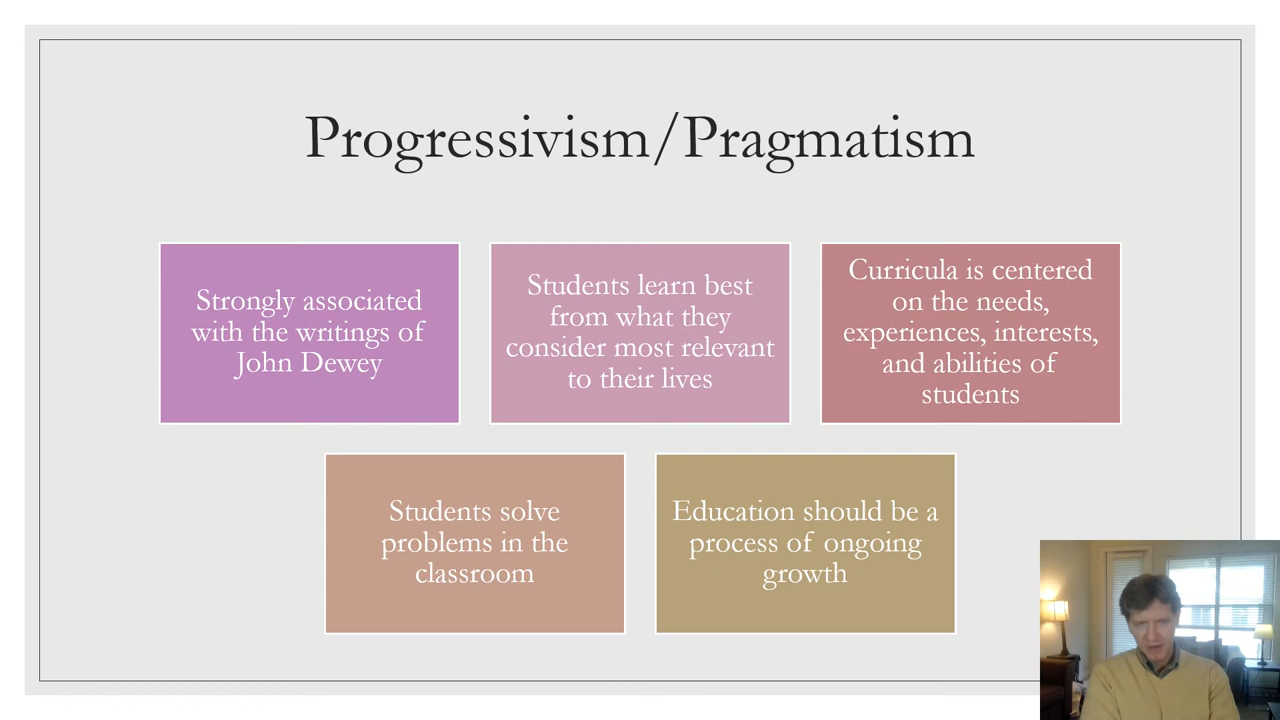 Progressivism/Pragmatism
Strongly associated
with the writings of
John Dewey
Students learn best
from what they
consider most relevant
to their lives
Curricula is centered
on the needs,
experiences, interests,
and abilities of
students
Students solve
problems in the
classroom
Education should be a
process of ongoing
growth